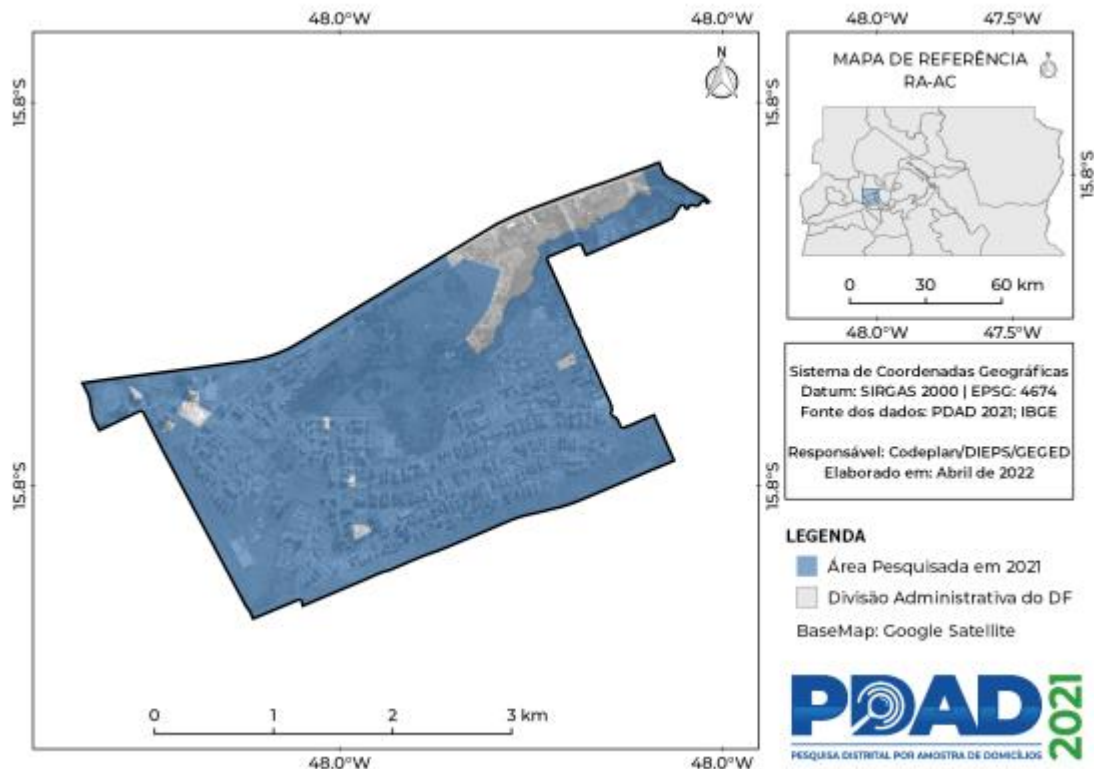 48.0°W
48.0°W
15.8°S
15.8°S
N
15.8°S
15.8°S
0 1 2 3 km
48.0°W
48.0°W
48.0°W 47.5°W
MAPA DE REFERÊNCIA
RA-AC
15.8°S
0 30 60 km
48.0°W 47.5°W
Sistema de Coordenadas Geográficas
Datum: SIRGAS 2000 | EPSG: 4674
Fonte dos dados: PDAD 2021; IBGE
Responsável: Codeplan/DIEPS/GEGED
Elaborado em: Abril de 2022
LEGENDA
Área Pesquisada em 2021
Divisão Administrativa do DF
BaseMap: Google Satellite
PDAD 2021
PESQUISA DISTRITAL POR AMOSTRA DE DOMICÍLIOS